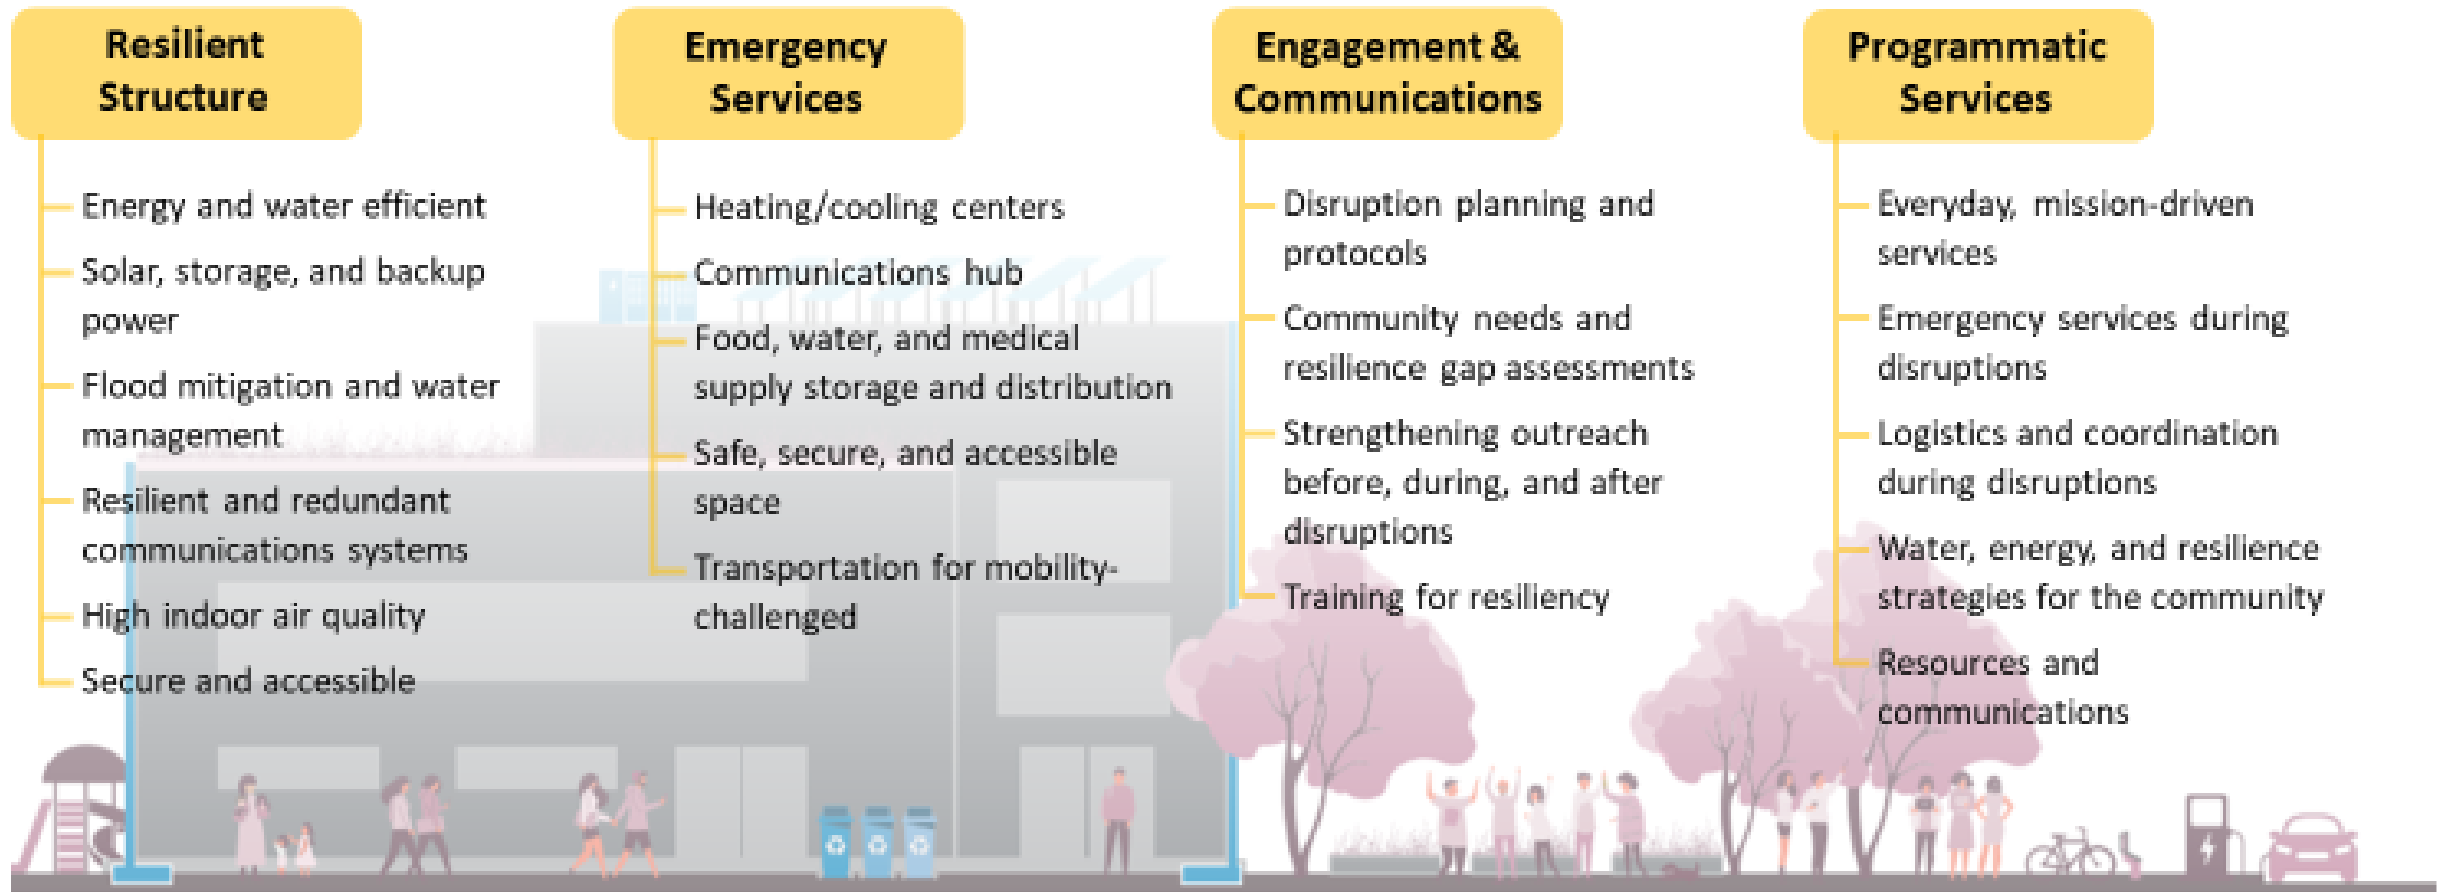 Resilient
Structure
Energy and water efficient
Solar, storage, and backup
power
Flood mitigation and water
management
Resilient and redundant
communications systems
High indoor air quality
Secure and accessible
Emergency
Services
Heating/cooling centers
Communications hub
Food, water, and medical
supply storage and distribution
Safe, secure, and accessible
space
Transportation for mobility-
challenged
Engagement &
Communications
Disruption planning and
protocols
Community needs and
resilience gap assessments
Strengthening outreach
before, during, and after
disruptions
Training for resiliency
Programmatic
Services
Everyday, mission-driven
services
Emergency services during
disruptions
Logistics and coordination
during disruptions
Water, energy, and resilience
strategies for the community
Resources and
communications